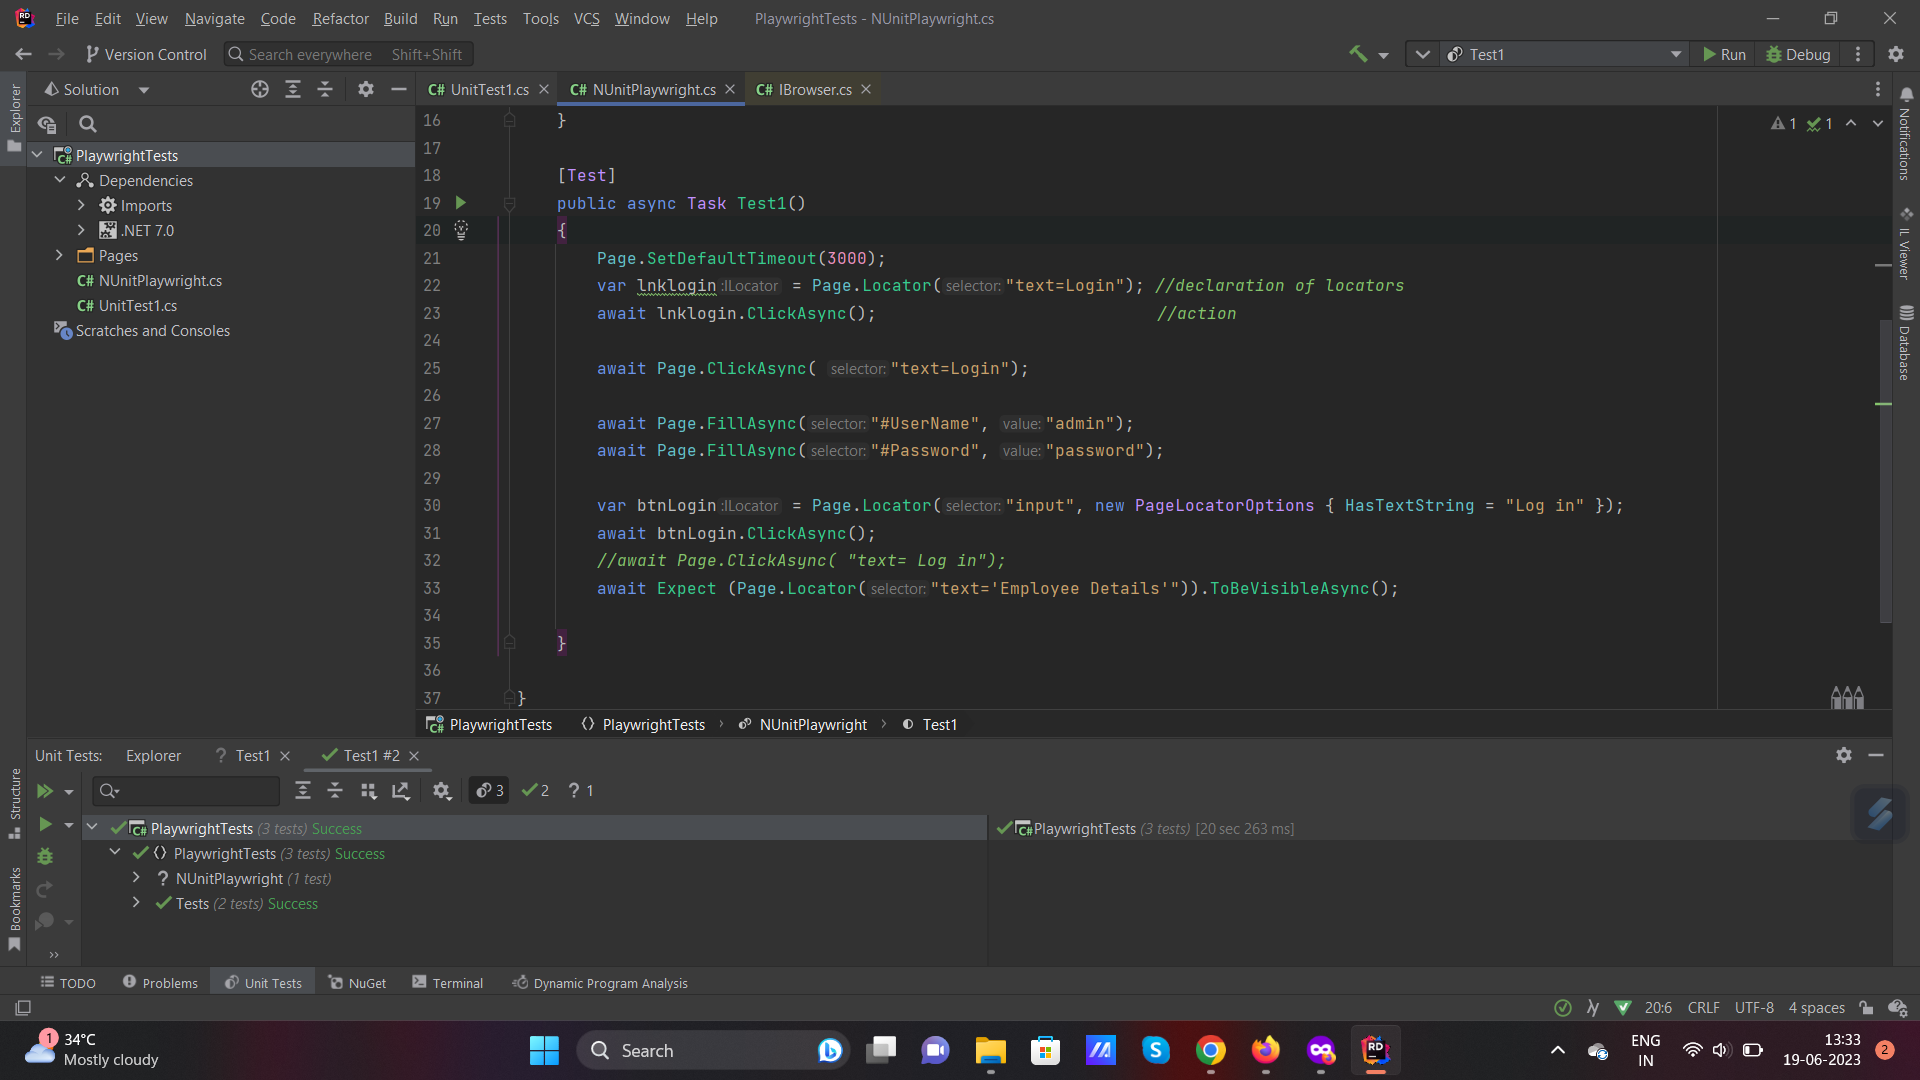 File Edit View Navigate Code Refactor Build Run Tests Tools VCS Window Help PlaywrightTests - NUnitPlaywright.cs
Version Control Search everywhere Shift+Shift Test1 Run Debug
Solution C# UnitTest1.cs C# NUnitPlaywright.cs C# IBrowser.cs
Explorer
Notifications
IL Viewer
Database
Structure
Bookmarks
PlaywrightTests
Dependencies
Imports
.NET 7.0
Pages
C# NUnitPlaywright.cs
C# UnitTest1.cs
Scratches and Consoles
1 1
16 }
17
18 [Test]
19 public async Task Test1()
20 {
21 Page.SetDefaultTimeout(3000);
22 var lnklogin :ILocator = Page.Locator( selector: "text=Login"); //declaration of locators
23 await lnklogin.ClickAsync(); //action
24
25 await Page.ClickAsync( selector: "text=Login");
26
27 await Page.FillAsync( selector: "#UserName", value: "admin");
28 await Page.FillAsync( selector: "#Password", value: "password");
29
30 var btnLogin :ILocator = Page.Locator( selector: "input", new PageLocatorOptions { HasTextString = "Log in" });
31 await btnLogin.ClickAsync();
32 //await Page.ClickAsync( "text= Log in");
33 await Expect (Page.Locator( selector: "text='Employee Details'")).ToBeVisibleAsync();
34
35 }
36
37 }
PlaywrightTests PlaywrightTests NUnitPlaywright Test1
Unit Tests: Explorer ? Test1 Test1 #2
3 2 ? 1
PlaywrightTests (3 tests) Success
PlaywrightTests (3 tests) Success
? NUnitPlaywright (1 test)
Tests (2 tests) Success
PlaywrightTests (3 tests) [20 sec 263 ms]
TODO Problems Unit Tests NuGet Terminal Dynamic Program Analysis
20:6 CRLF UTF-8 4 spaces
1 34°C
Mostly cloudy
Search
RD
ENG
IN
13:33
19-06-2023
2